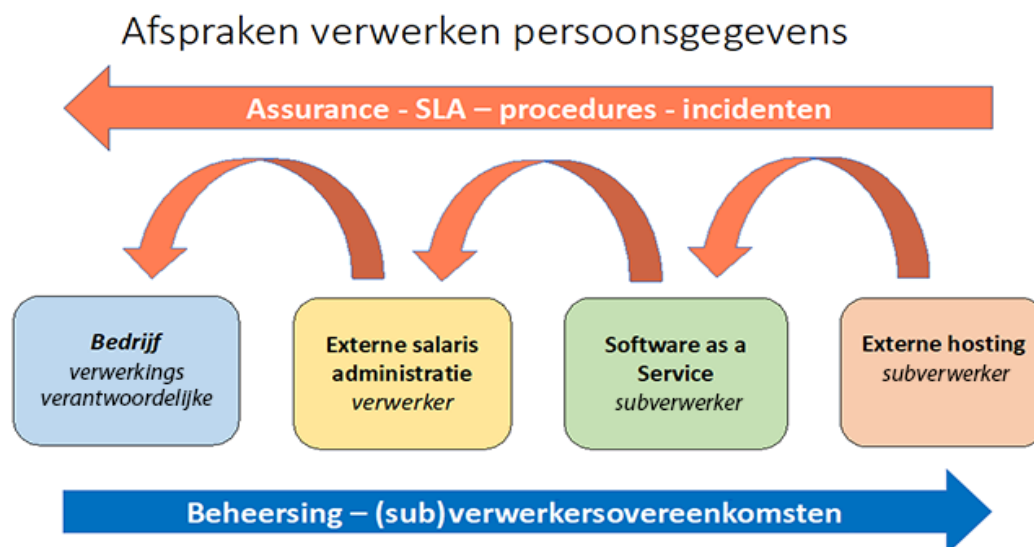 Afspraken verwerken persoonsgegevens
Assurance - SLA – procedures - incidenten
Bedrijf
verwerkings
verantwoordelijke
Externe salaris
administratie
verwerker
Software as a
Service
subverwerker
Externe hosting
subverwerker
Beheersing – (sub)verwerkersovereenkomsten